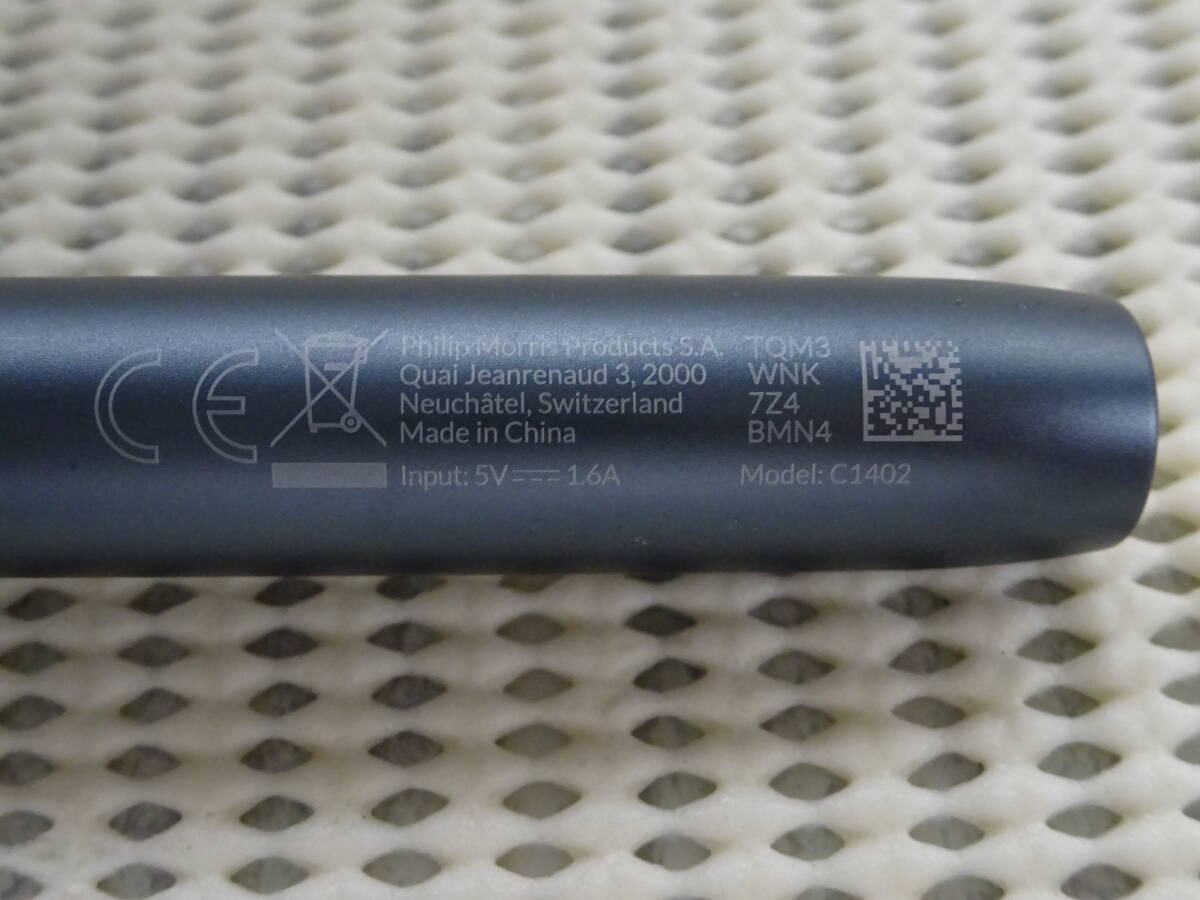 CE
Philip Morris Products S.A.
Quai Jeanrenaud 3, 2000
Neuchâtel, Switzerland
Made in China
Input: 5V⎓1.6A
TQM3
WNK
7Z4
BMN4
Model: C1402